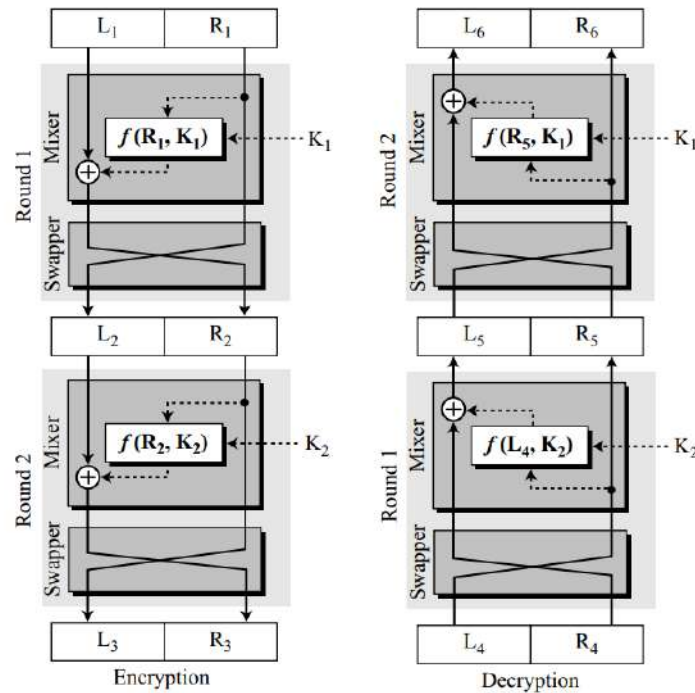 L₁ R₁
Round 1
Mixer
f(R₁, K₁)
K₁
Swapper
L₂ R₂
Round 2
Mixer
f(R₂, K₂)
K₂
Swapper
L₃ R₃
Encryption
L₆ R₆
Round 2
Mixer
f(R₅, K₁)
K₁
Swapper
L₅ R₅
Round 1
Mixer
f(L₄, K₂)
K₂
Swapper
L₄ R₄
Decryption